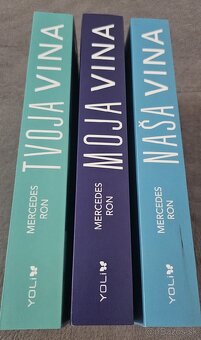 TVOJA VINA
MERCEDES
RON
YOLi
MOJA VINA
MERCEDES
RON
YOLi
NAŠA VINA
MERCEDES
RON
YOLi